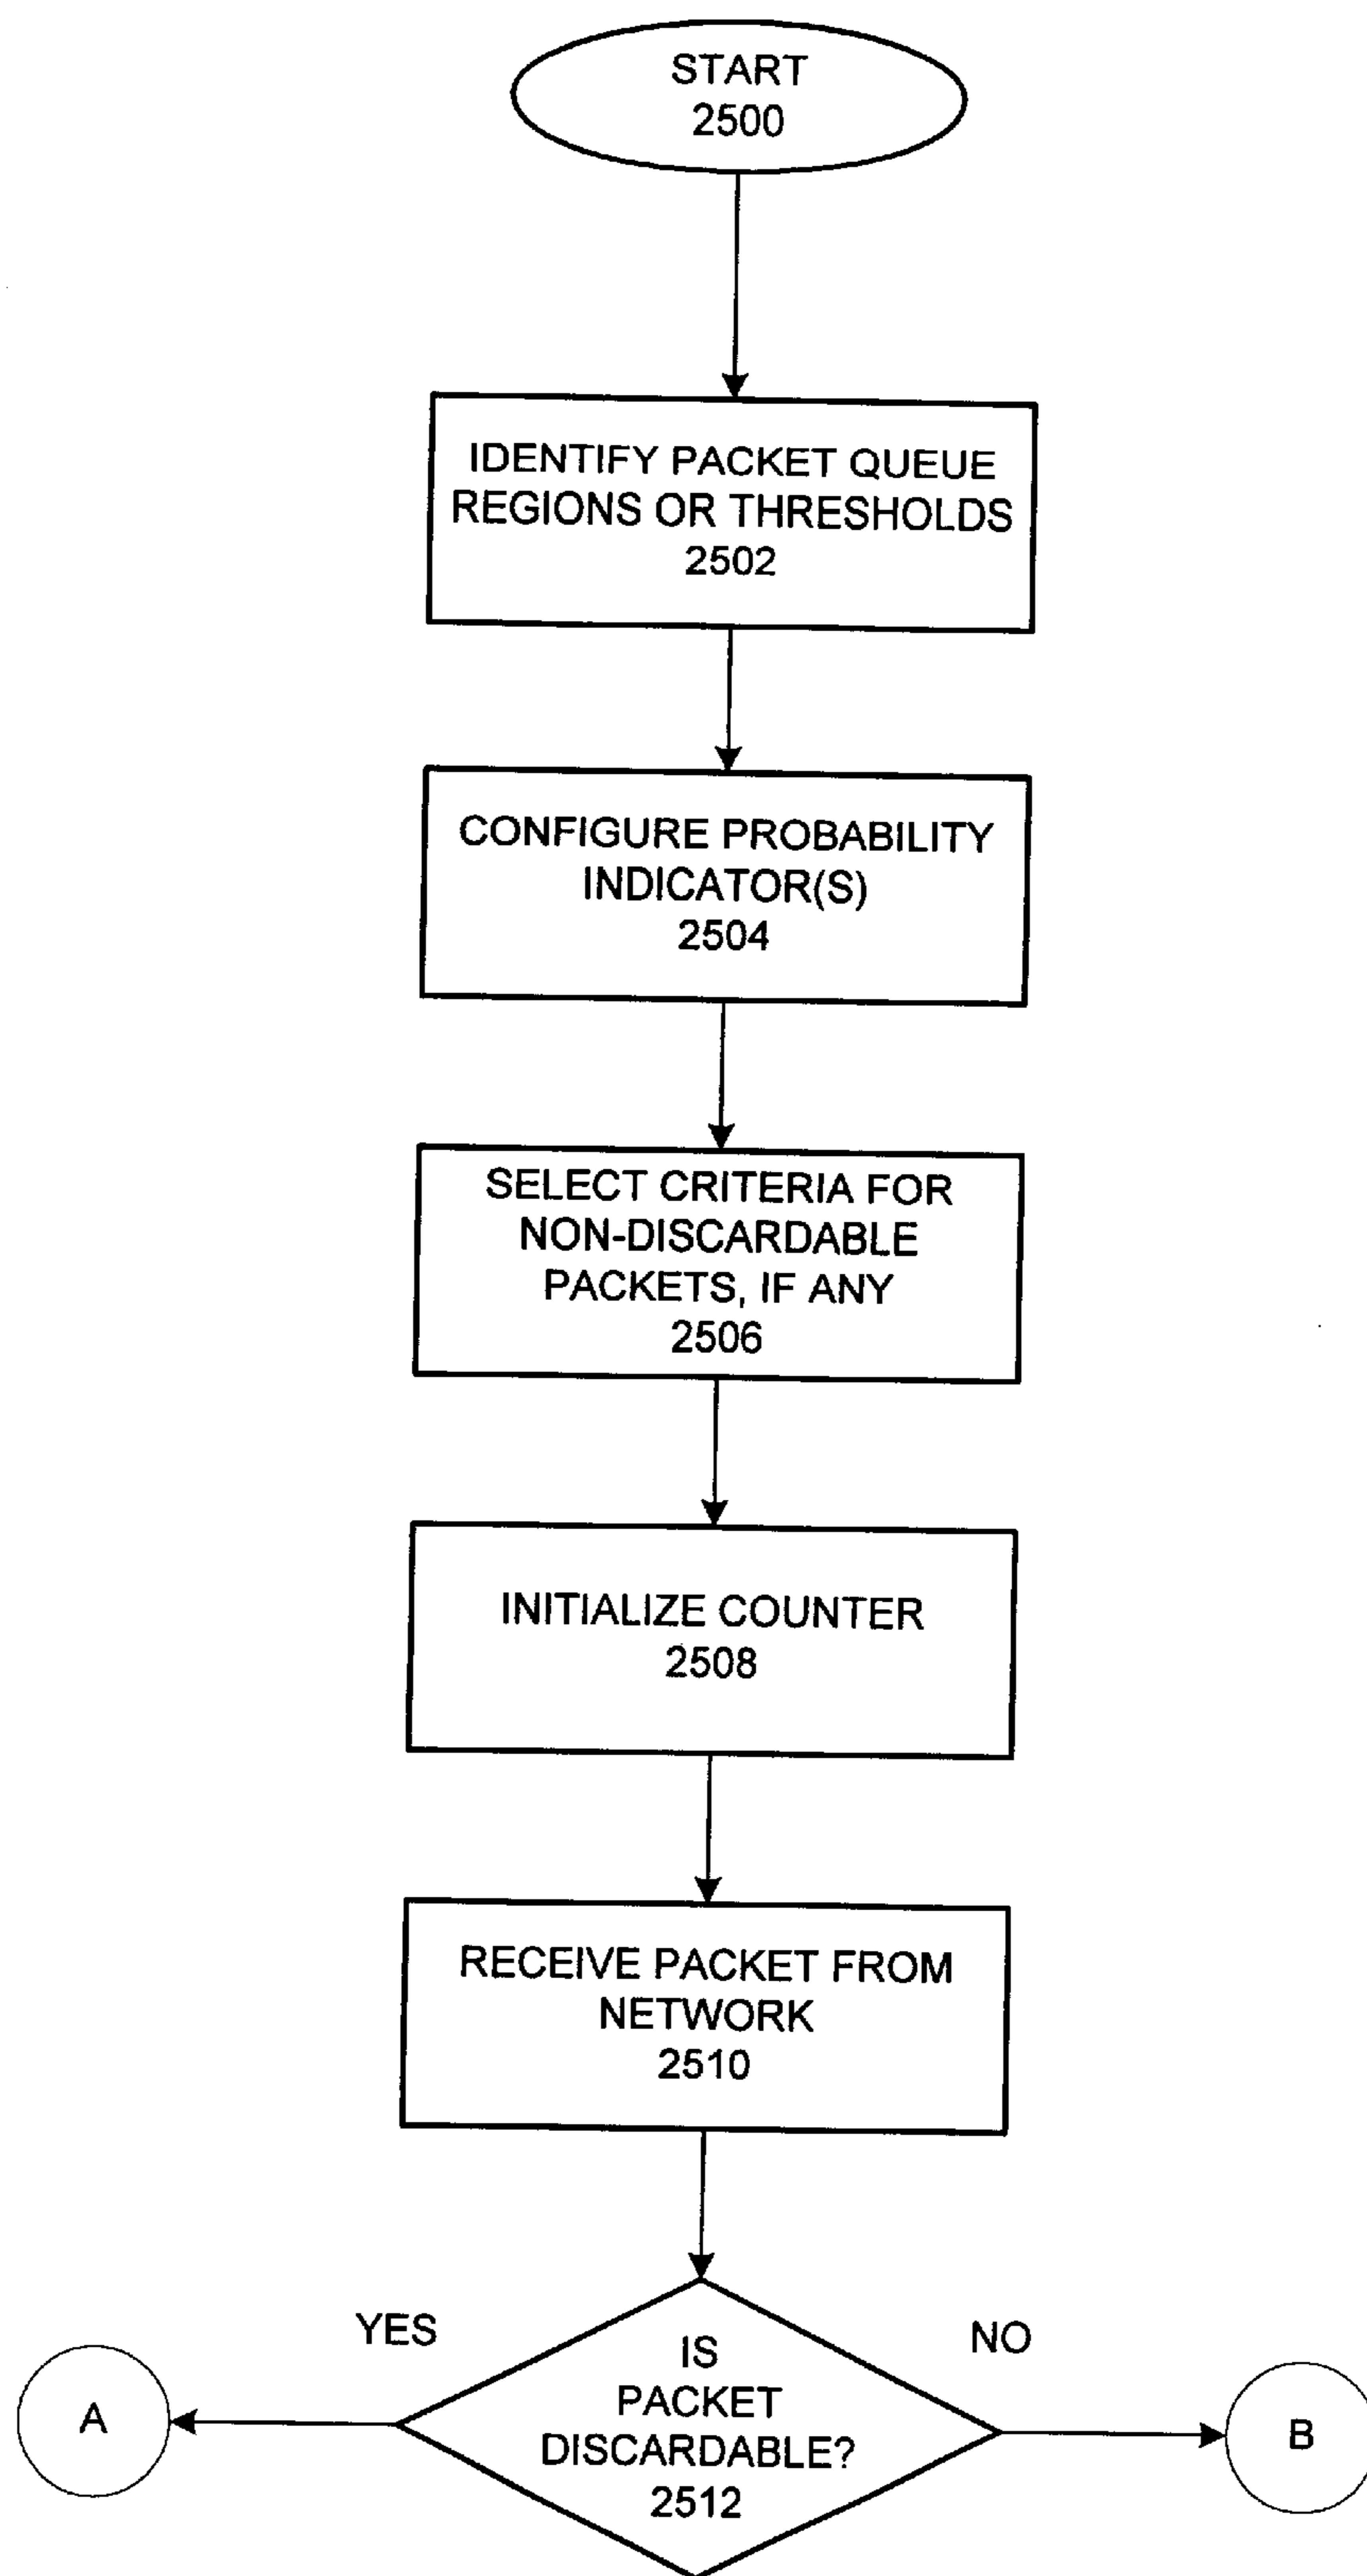 START
2500
IDENTIFY PACKET QUEUE
REGIONS OR THRESHOLDS
2502
CONFIGURE PROBABILITY
INDICATOR(S)
2504
SELECT CRITERIA FOR
NON-DISCARDABLE
PACKETS, IF ANY
2506
INITIALIZE COUNTER
2508
RECEIVE PACKET FROM
NETWORK
2510
YES
NO
IS
PACKET
DISCARDABLE?
2512
A
B